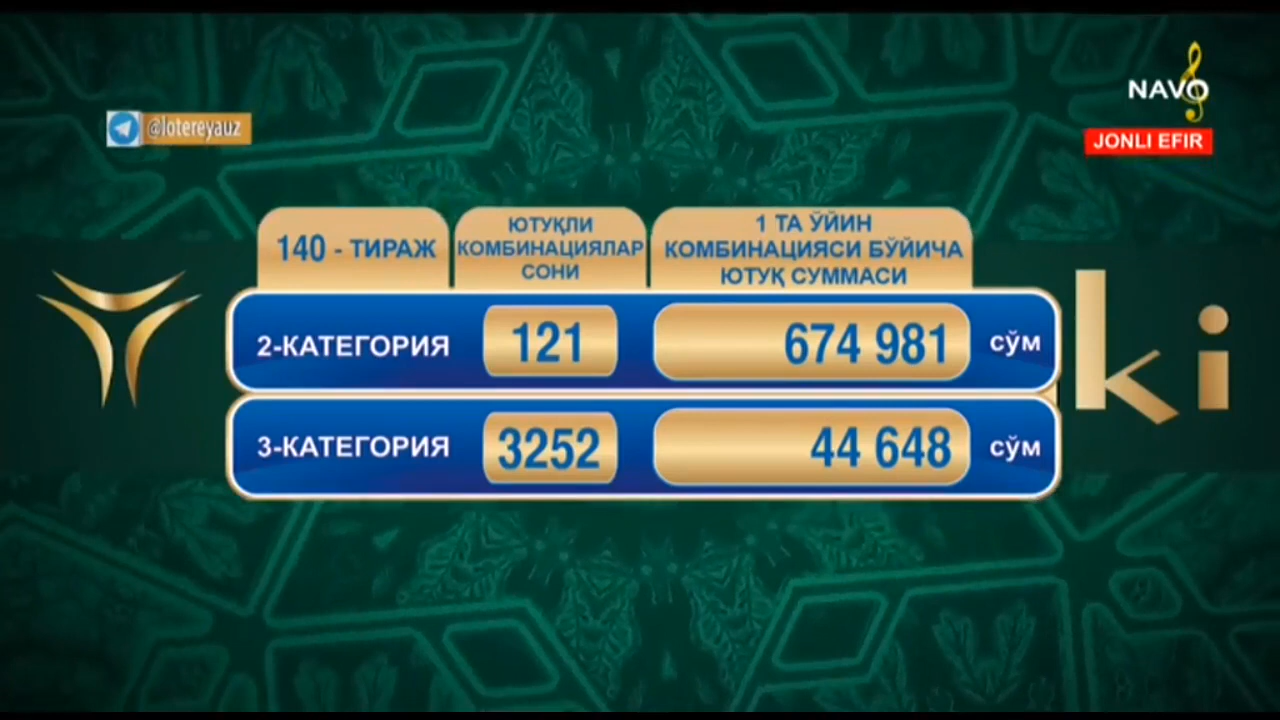 NAVO
@lotereyauz
JONLI EFIR
140 - ТИРАЖ
ЮТУҚЛИ
КОМБИНАЦИЯЛАР
СОНИ
1 ТА ЎЙИН
КОМБИНАЦИЯСИ БЎЙИЧА
ЮТУҚ СУММАСИ
2-КАТЕГОРИЯ 121 674 981 сўм
3-КАТЕГОРИЯ 3252 44 648 сўм
ki